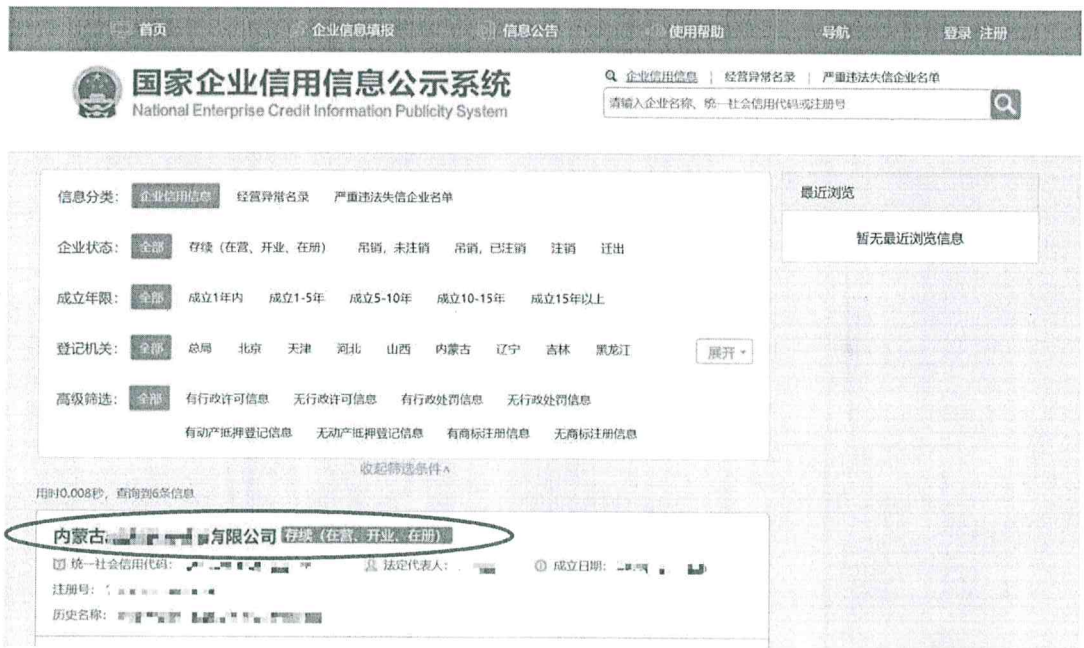 首页 企业信息填报 信息公告 使用帮助 导航 登录 注册
国家企业信用信息公示系统
National Enterprise Credit Information Publicity System
企业信用信息 | 经营异常名录 | 严重违法失信企业名单
请输入企业名称、统一社会信用代码或注册号
信息分类: 企业信用信息 经营异常名录 严重违法失信企业名单
企业状态: 全部 存续（在营、开业、在册） 吊销，未注销 吊销，已注销 注销 迁出
成立年限: 全部 成立1年内 成立1-5年 成立5-10年 成立10-15年 成立15年以上
登记机关: 全部 总局 北京 天津 河北 山西 内蒙古 辽宁 吉林 黑龙江 展开
高级筛选: 全部 有行政许可信息 无行政许可信息 有行政处罚信息 无行政处罚信息
有动产抵押登记信息 无动产抵押登记信息 有商标注册信息 无商标注册信息
收起筛选条件
最近浏览
暂无最近浏览信息
用时0.008秒，查询到6条信息
内蒙古 有限公司 存续（在营、开业、在册）
统一社会信用代码: 法定代表人: 成立日期:
注册号:
历史名称: